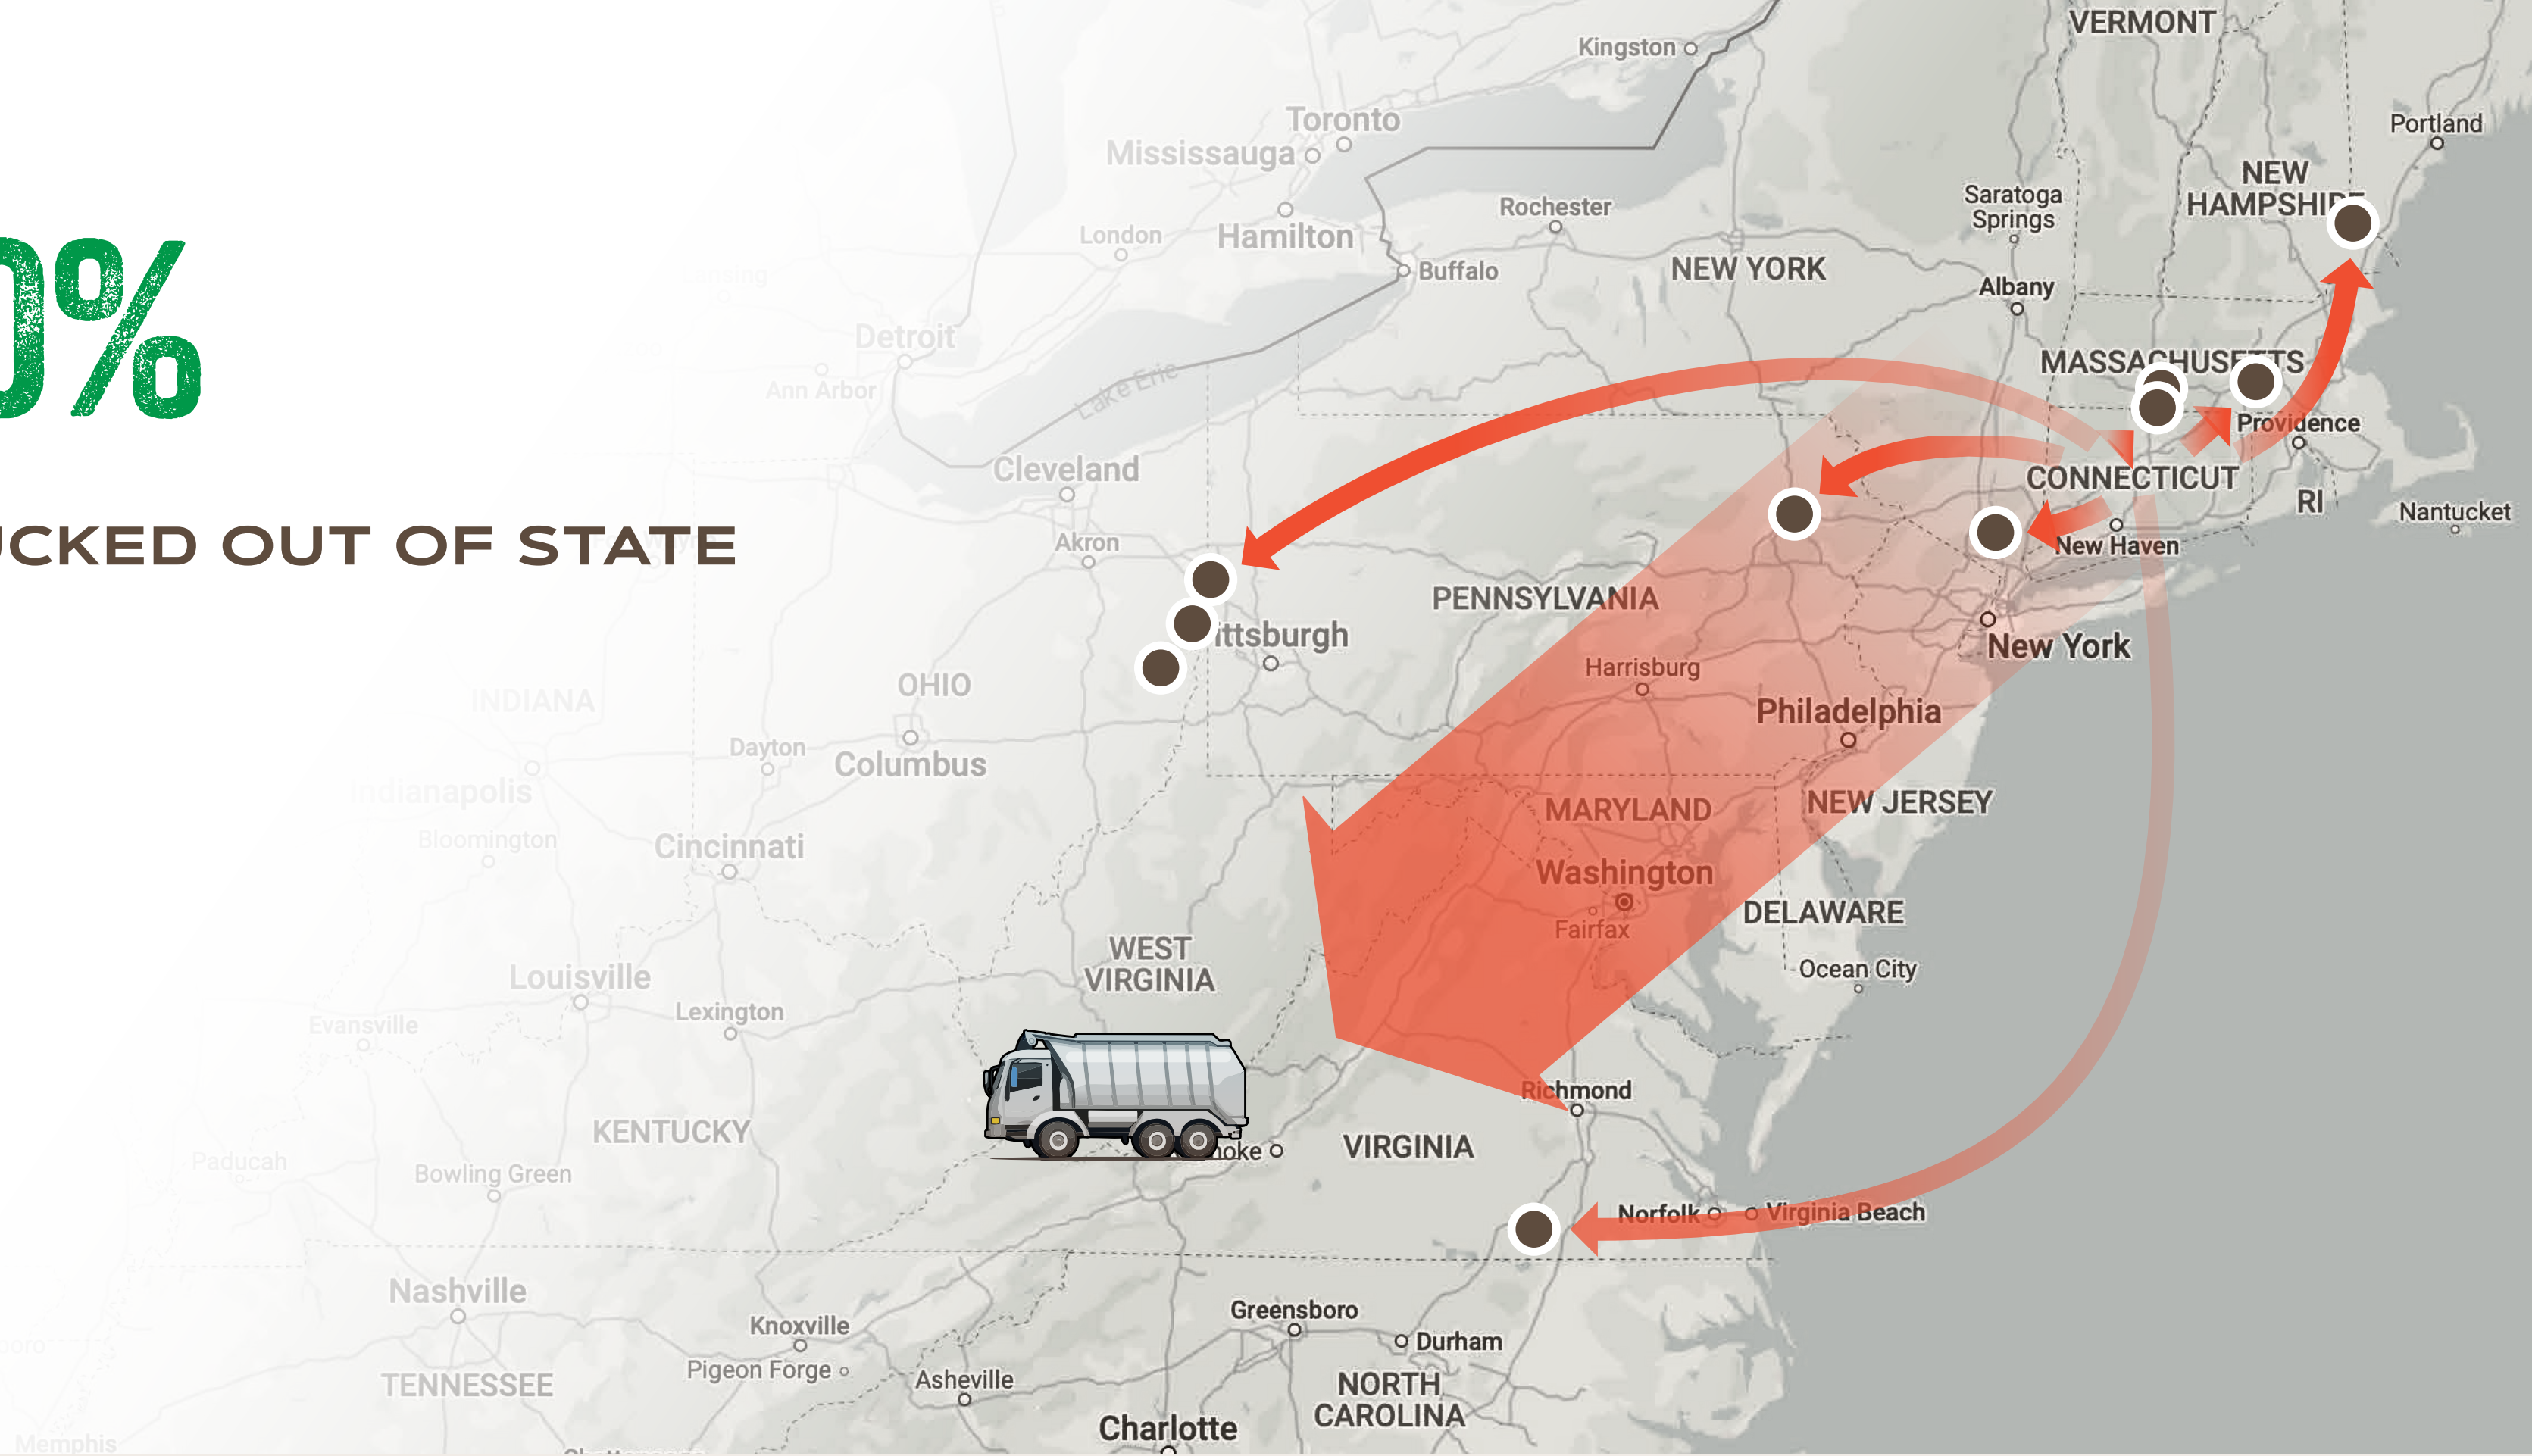 0%
UCKED OUT OF STATE
VERMONT
Kingston
Portland
Toronto
Mississauga
NEW
HAMPSHIRE
Saratoga
Springs
Rochester
London
Hamilton
NEW YORK
Buffalo
Albany
Detroit
MASSACHUSETTS
Lake Erie
Ann Arbor
Providence
Cleveland
CONNECTICUT
RI
Nantucket
Akron
New Haven
PENNSYLVANIA
ittsburgh
New York
Harrisburg
OHIO
INDIANA
Philadelphia
Dayton
Columbus
Indianapolis
MARYLAND
NEW JERSEY
Bloomington
Cincinnati
Washington
DELAWARE
Fairfax
WEST
VIRGINIA
Ocean City
Louisville
Lexington
Evansville
Richmond
KENTUCKY
VIRGINIA
noke
Paducah
Bowling Green
Norfolk
Virginia Beach
Nashville
Greensboro
Knoxville
Durham
Pigeon Forge
Asheville
TENNESSEE
NORTH
CAROLINA
Charlotte
Memphis